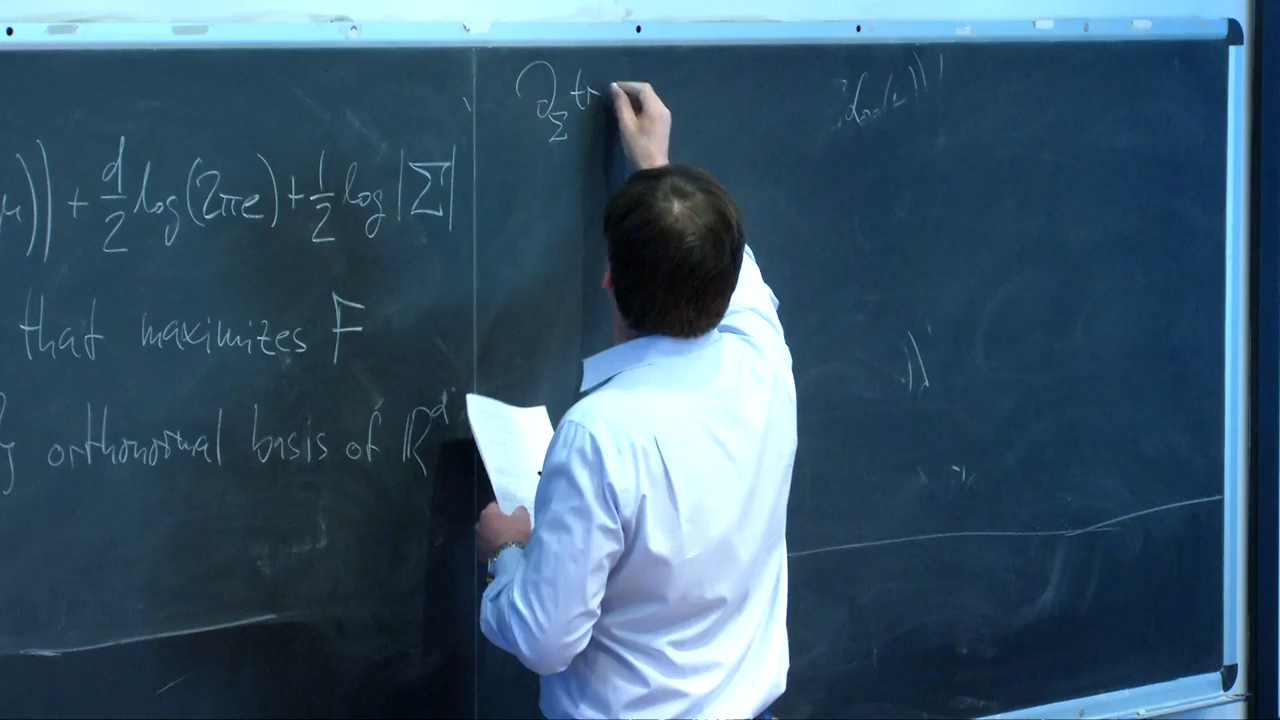 μ)) + d/2 log(2πe) + 1/2 log |Σ|
that maximizes F
orthonormal basis of ℝ^d
∂_Σ tr